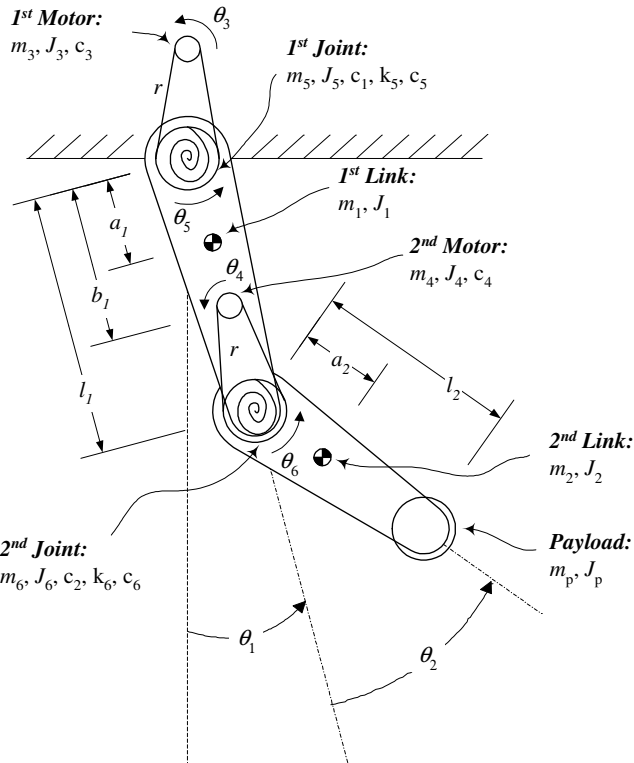 1st Motor:
m3, J3, c3
θ3
1st Joint:
m5, J5, c1, k5, c5
r
1st Link:
m1, J1
θ5
a1
2nd Motor:
m4, J4, c4
θ4
b1
r
a2
l2
l1
2nd Link:
m2, J2
θ6
2nd Joint:
m6, J6, c2, k6, c6
Payload:
mp, Jp
θ1
θ2